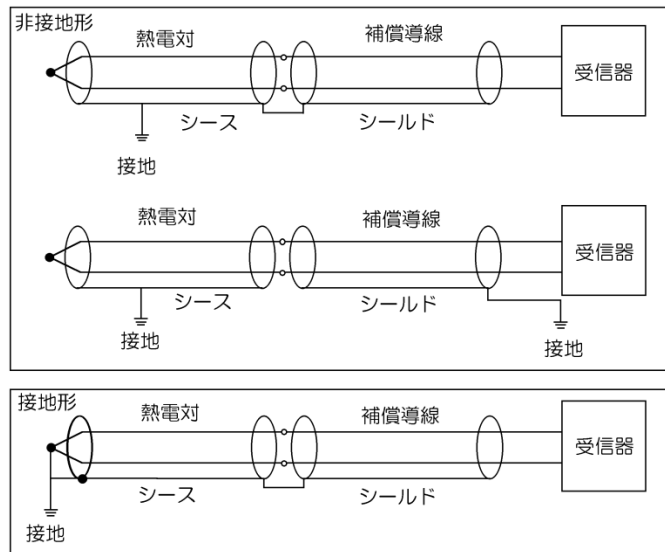 非接地形
熱電対
補償導線
受信器
シース
シールド
接地
熱電対
補償導線
受信器
シース
シールド
接地
接地
接地形
熱電対
補償導線
受信器
シース
シールド
接地